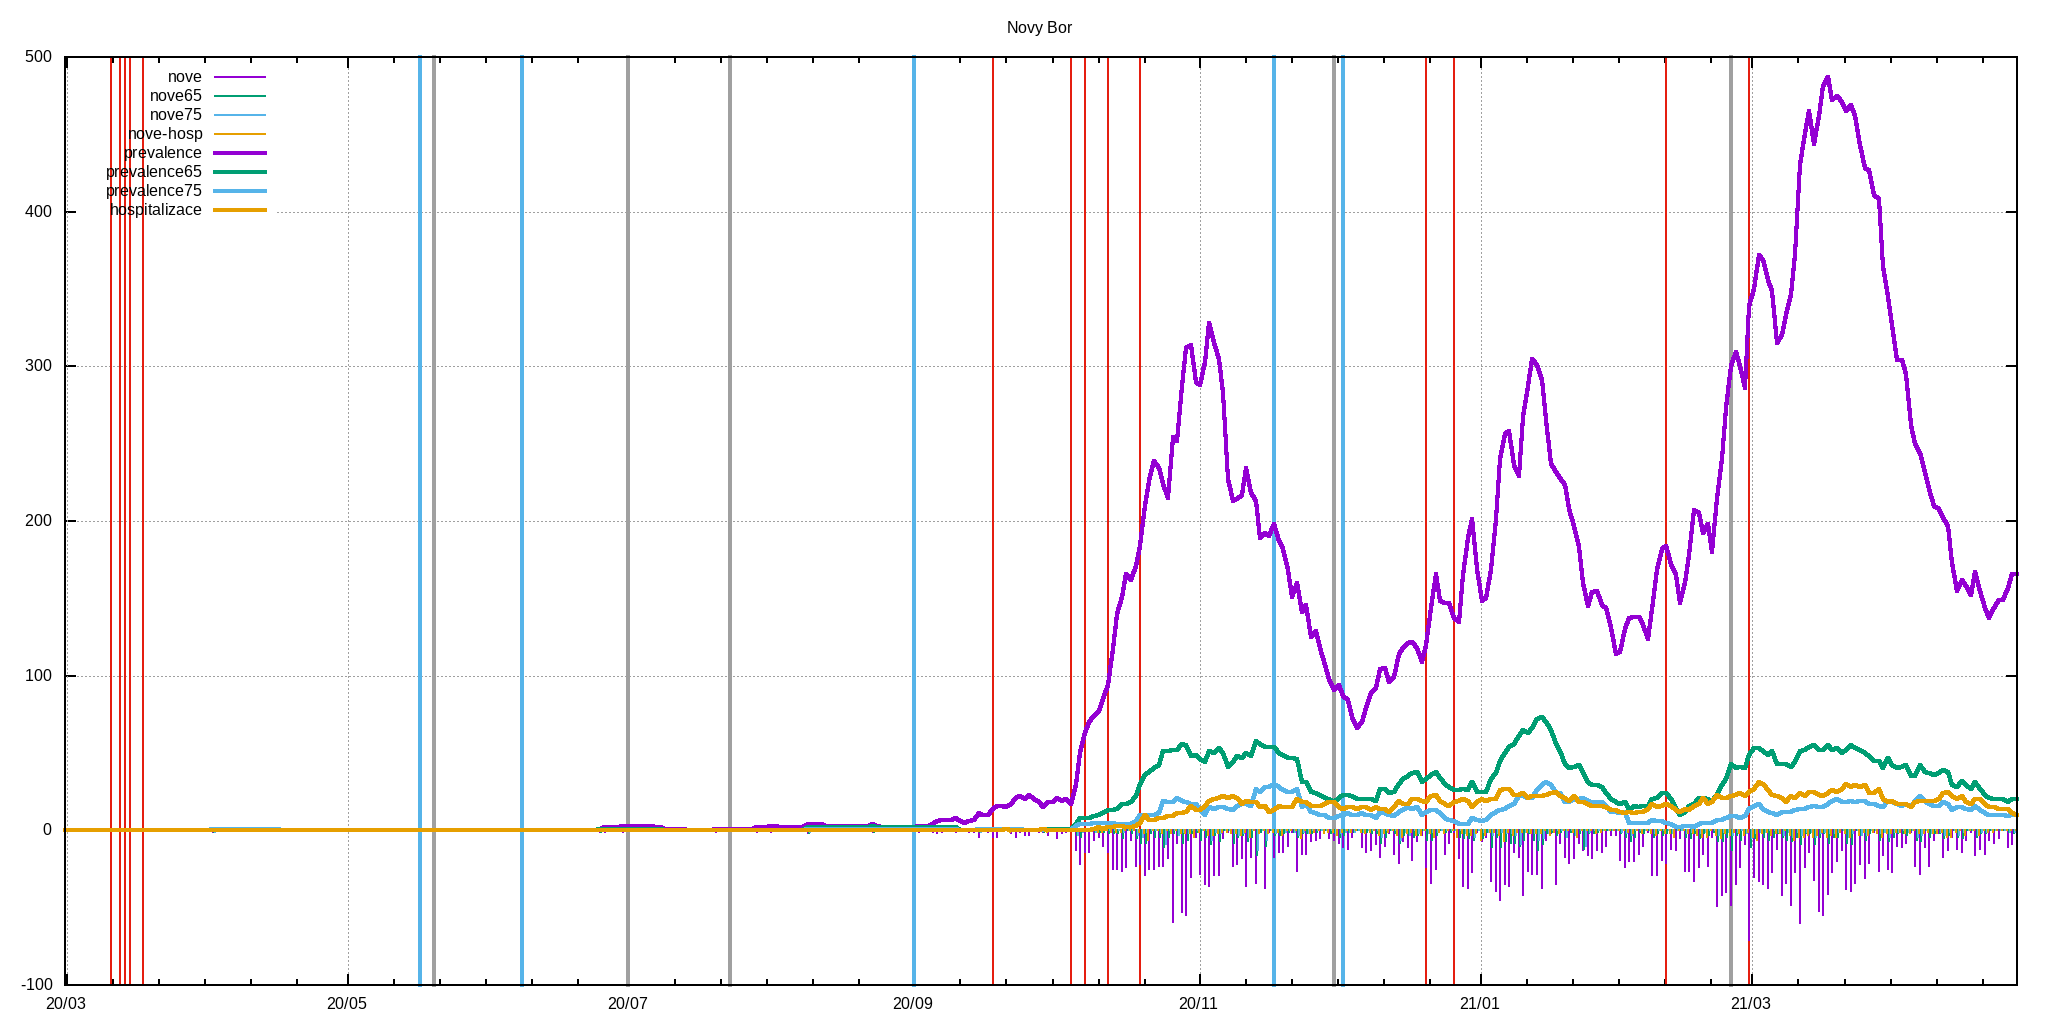 Novy Bor
500
400
300
200
100
0
-100
nove
nove65
nove75
nove-hosp
prevalence
prevalence65
prevalence75
hospitalizace
20/03
20/05
20/07
20/09
20/11
21/01
21/03